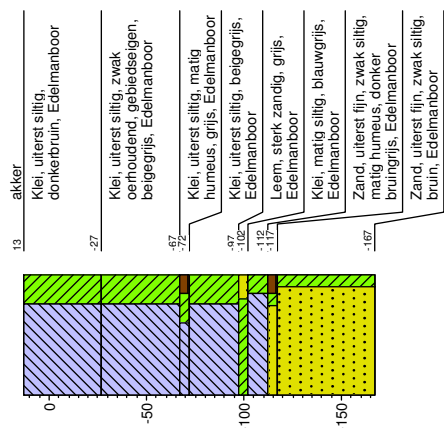 13
akker
Klei, uiterst siltig,
donkerbruin, Edelmanboor
-27
Klei, uiterst siltig, zwak
oerhoudend, gebiedseigen,
beigegrijs, Edelmanboor
-67
-72
Klei, uiterst siltig, matig
humeus, grijs, Edelmanboor
-97
Klei, uiterst siltig, beigegrijs,
Edelmanboor
-102
Leem, sterk zandig, grijs,
Edelmanboor
-112
Klei, matig siltig, blauwgrijs,
Edelmanboor
-117
Zand, uiterst fijn, zwak siltig,
matig humeus, donker
bruingrijs, Edelmanboor
-167
Zand, uiterst fijn, zwak siltig,
bruin, Edelmanboor
0
-50
-100
-150